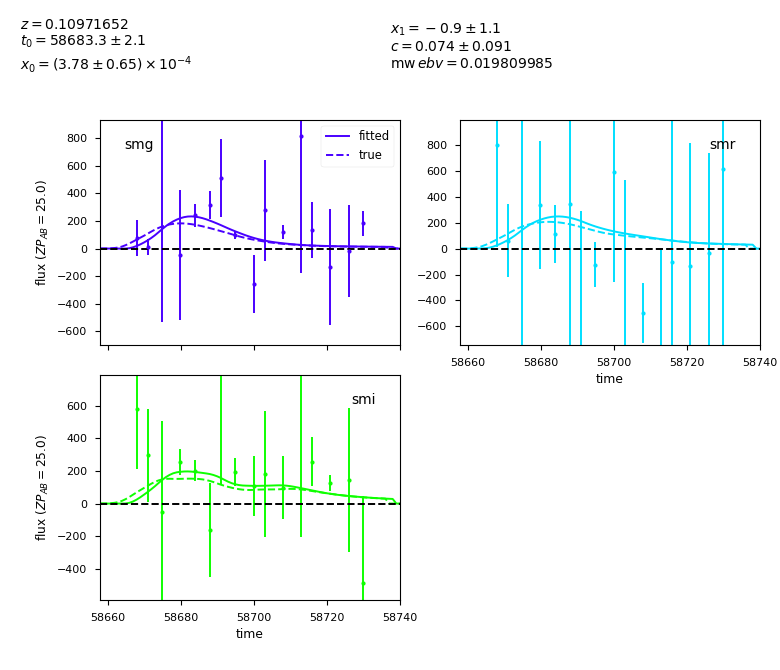 z = 0.10971652
t₀ = 58683.3 ± 2.1
x₀ = (3.78 ± 0.65) × 10⁻⁴
x₁ = −0.9 ± 1.1
c = 0.074 ± 0.091
mw ebv = 0.019809985
smg
fitted
true
flux (ZP_AB = 25.0)
800
600
400
200
0
−200
−400
−600
smr
800
600
400
200
0
−200
−400
−600
58660 58680 58700 58720 58740
time
smi
flux (ZP_AB = 25.0)
600
400
200
0
−200
−400
58660 58680 58700 58720 58740
time